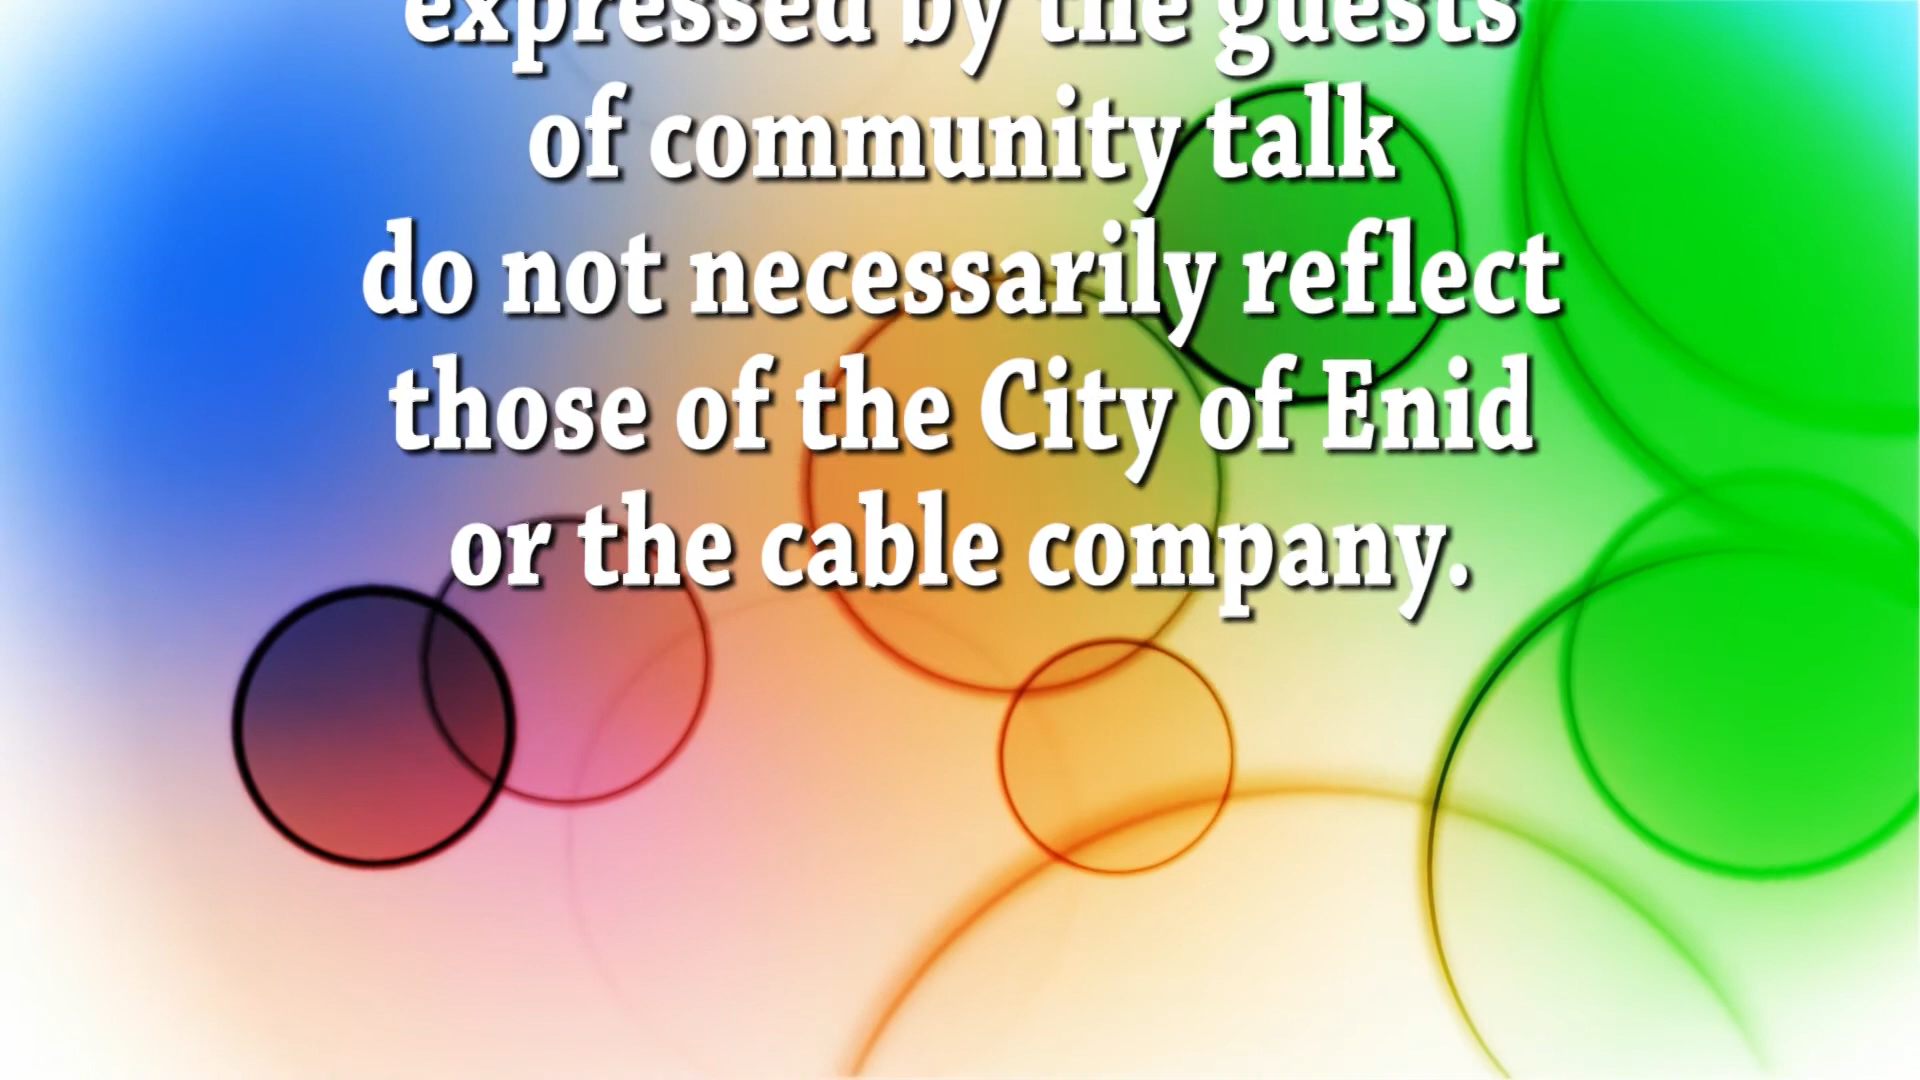 expressed by the guests
of community talk
do not necessarily reflect
those of the City of Enid
or the cable company.